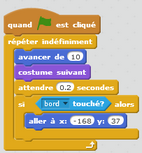 quand est cliqué
répéter indéfiniment
avancer de 10
costume suivant
attendre 0.2 secondes
si bord touché? alors
aller à x: -168 y: 37